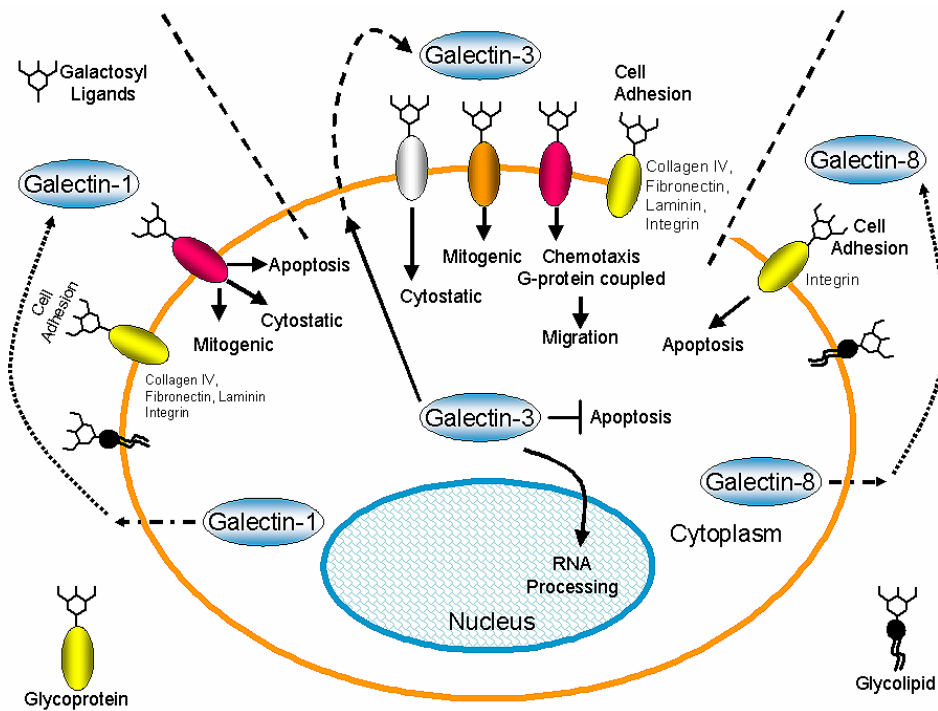 Galactosyl
Ligands
Galectin-1
Cell
Adhesion
Apoptosis
Cytostatic
Mitogenic
Collagen IV,
Fibronectin, Laminin
Integrin
Galectin-1
Galectin-3
Cell
Adhesion
Collagen IV,
Fibronectin,
Laminin,
Integrin
Cytostatic
Mitogenic
Chemotaxis
G-protein coupled
Migration
Galectin-3
Apoptosis
RNA
Processing
Nucleus
Galectin-8
Cell
Adhesion
Integrin
Apoptosis
Galectin-8
Cytoplasm
Glycoprotein
Glycolipid